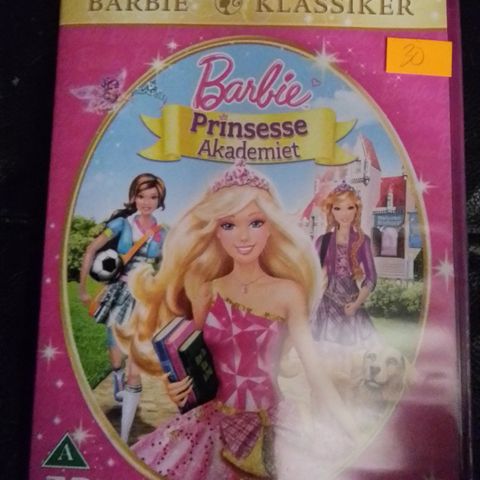 BARBIE KLASSIKER
30
Barbie
Prinsesse
Akademiet
A